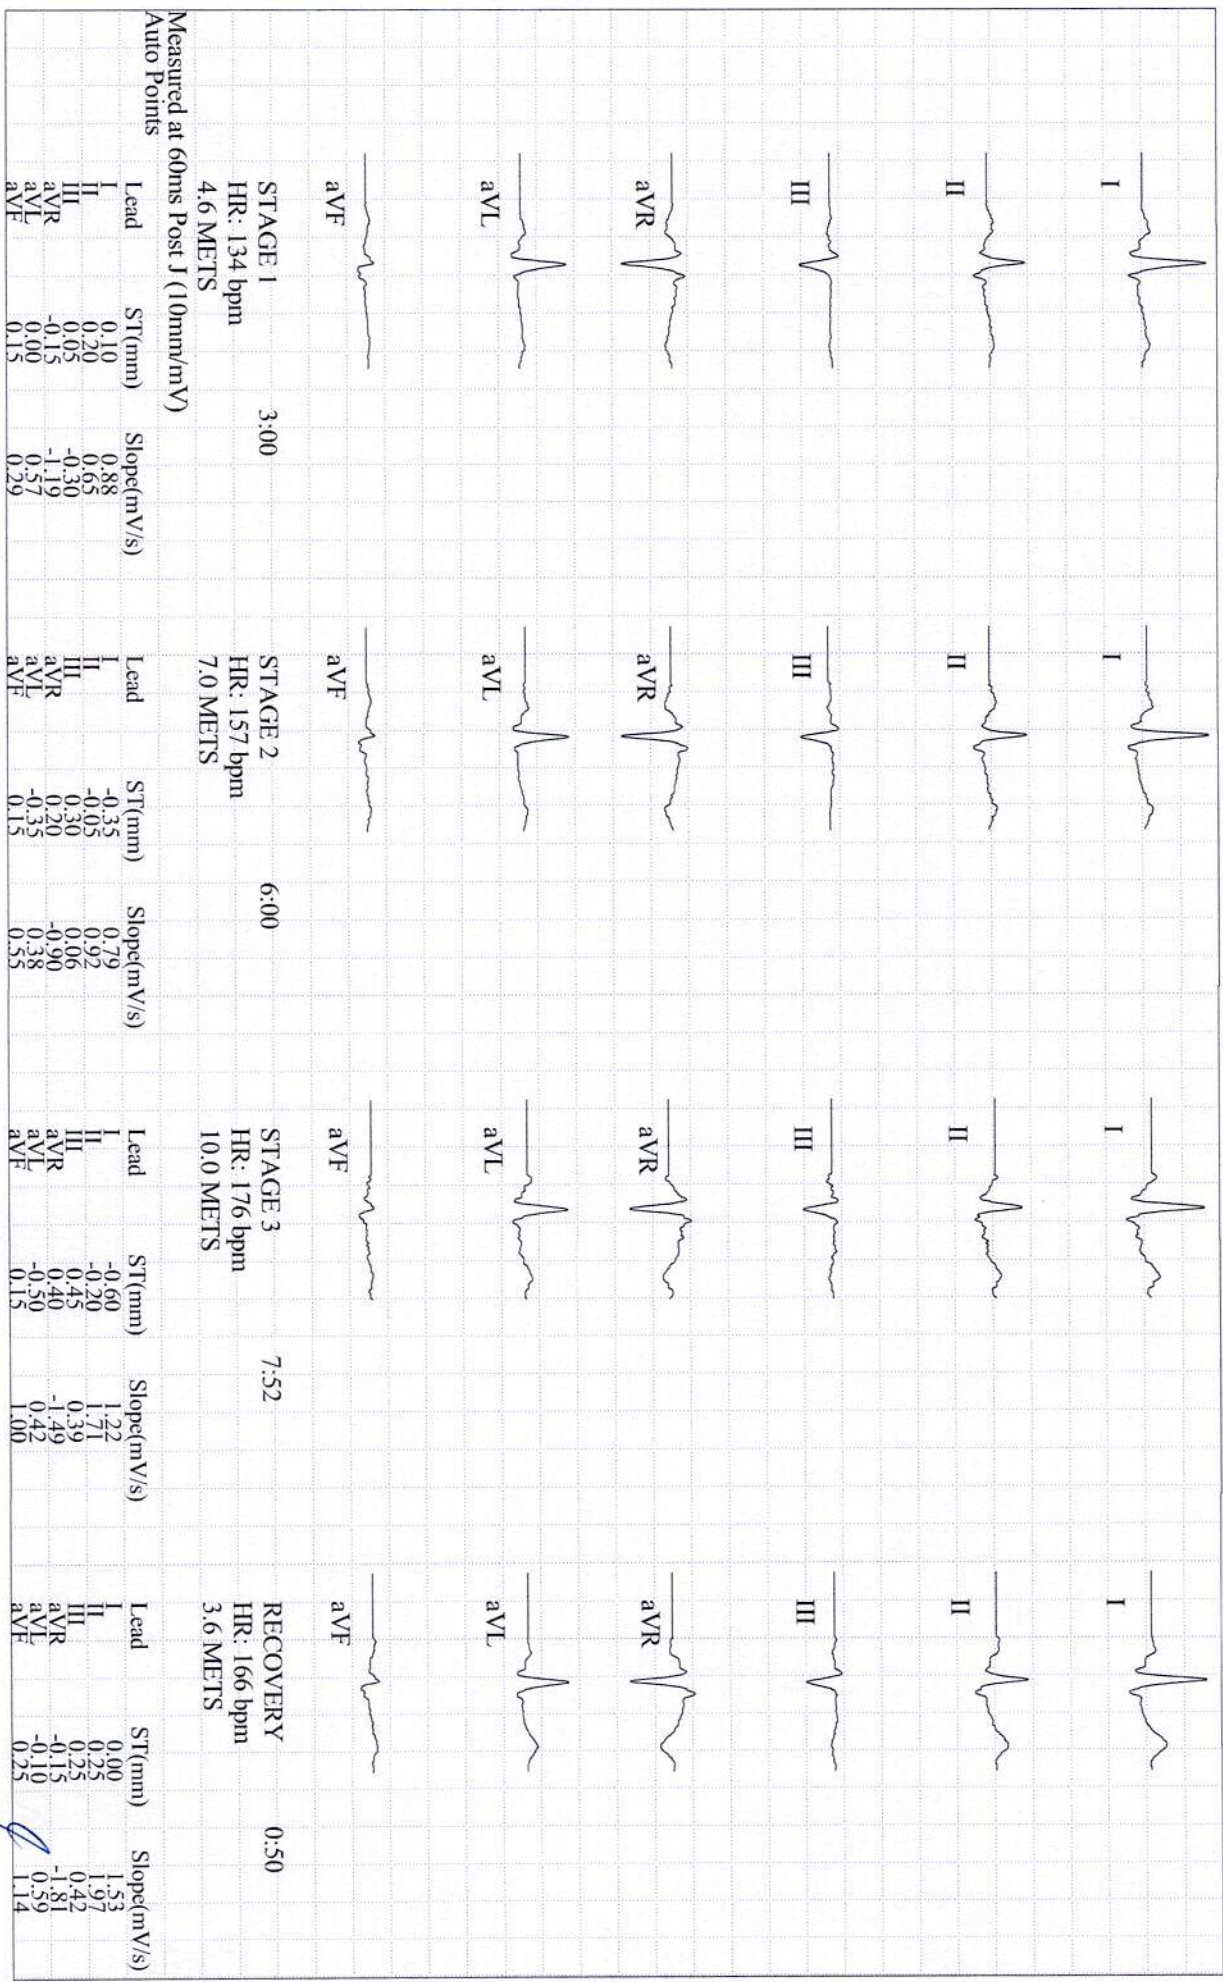 I
II
III
aVR
aVL
aVF
STAGE 1 3:00
HR: 134 bpm
4.6 METS
Measured at 60ms Post J (10mm/mV)
Auto Points
Lead ST(mm) Slope(mV/s)
I 0.10 0.88
II 0.20 0.65
III 0.05 -0.30
aVR -0.15 -1.19
aVL 0.00 0.57
aVF 0.15 0.29
I
II
III
aVR
aVL
aVF
STAGE 2 6:00
HR: 157 bpm
7.0 METS
Lead ST(mm) Slope(mV/s)
I -0.35 0.79
II -0.05 0.92
III 0.30 0.06
aVR 0.20 -0.90
aVL -0.35 0.38
aVF 0.15 0.55
I
II
III
aVR
aVL
aVF
STAGE 3 7:52
HR: 176 bpm
10.0 METS
Lead ST(mm) Slope(mV/s)
I -0.60 1.22
II -0.20 1.71
III 0.45 0.39
aVR 0.40 -1.49
aVL -0.50 0.42
aVF 0.15 1.00
I
II
III
aVR
aVL
aVF
RECOVERY 0:50
HR: 166 bpm
3.6 METS
Lead ST(mm) Slope(mV/s)
I 0.00 1.53
II 0.25 1.97
III 0.25 0.42
aVR -0.15 -1.81
aVL -0.10 0.59
aVF 0.25 1.14